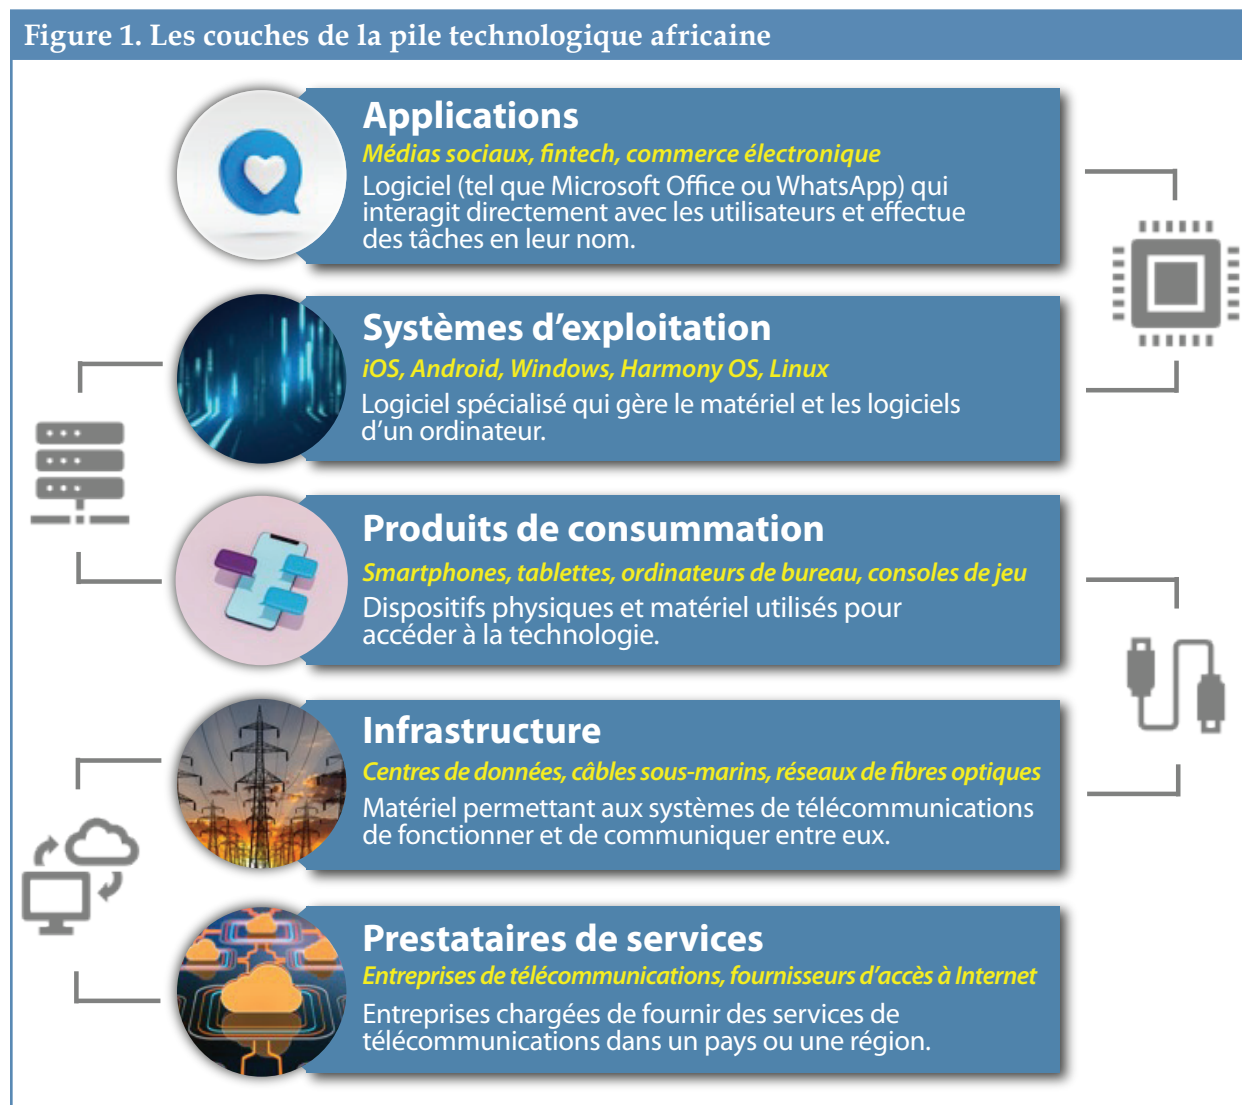 Figure 1. Les couches de la pile technologique africaine
Applications
Médias sociaux, fintech, commerce électronique
Logiciel (tel que Microsoft Office ou WhatsApp) qui
interagit directement avec les utilisateurs et effectue
des tâches en leur nom.
Systèmes d’exploitation
iOS, Android, Windows, Harmony OS, Linux
Logiciel spécialisé qui gère le matériel et les logiciels
d’un ordinateur.
Produits de consummation
Smartphones, tablettes, ordinateurs de bureau, consoles de jeu
Dispositifs physiques et matériel utilisés pour
accéder à la technologie.
Infrastructure
Centres de données, câbles sous-marins, réseaux de fibres optiques
Matériel permettant aux systèmes de télécommunications
de fonctionner et de communiquer entre eux.
Prestataires de services
Entreprises de télécommunications, fournisseurs d’accès à Internet
Entreprises chargées de fournir des services de
télécommunications dans un pays ou une région.